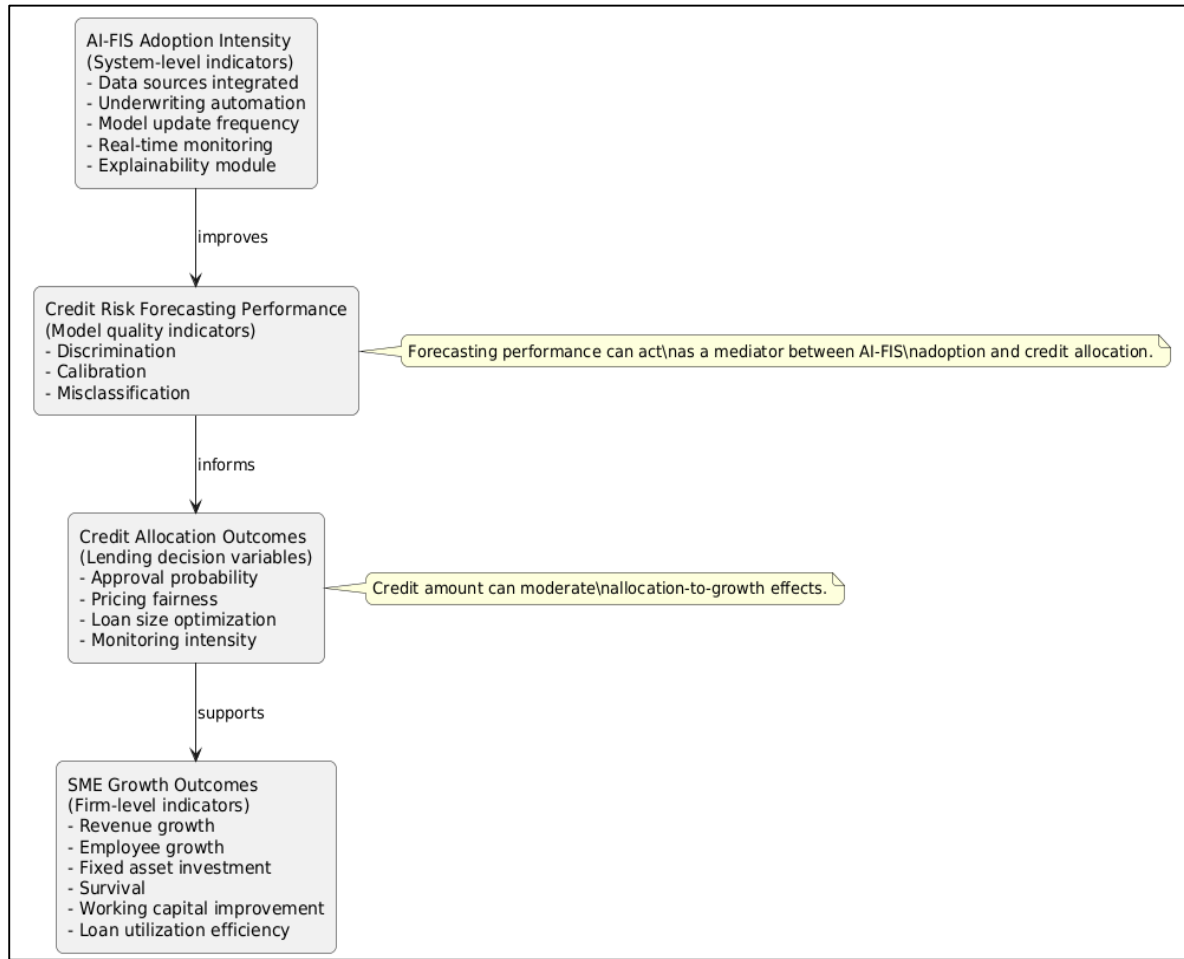 AI-FIS Adoption Intensity
(System-level indicators)
- Data sources integrated
- Underwriting automation
- Model update frequency
- Real-time monitoring
- Explainability module
improves
Credit Risk Forecasting Performance
(Model quality indicators)
- Discrimination
- Calibration
- Misclassification
Forecasting performance can act\nas a mediator between AI-FIS\nadoption and credit allocation.
informs
Credit Allocation Outcomes
(Lending decision variables)
- Approval probability
- Pricing fairness
- Loan size optimization
- Monitoring intensity
Credit amount can moderate\nallocation-to-growth effects.
supports
SME Growth Outcomes
(Firm-level indicators)
- Revenue growth
- Employee growth
- Fixed asset investment
- Survival
- Working capital improvement
- Loan utilization efficiency